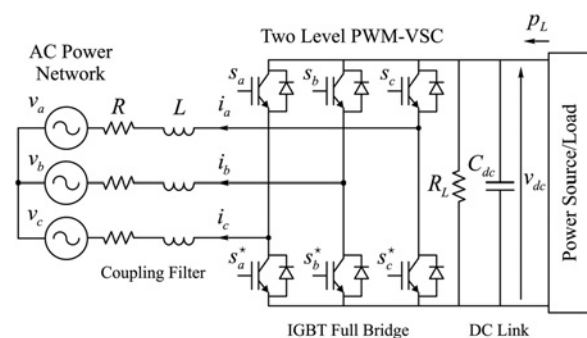 Two Level PWM-VSC
p_L
AC Power
Network
s_a
s_b
s_c
v_a
R
L
i_a
v_b
i_b
R_L
C_dc
v_dc
Power Source/Load
v_c
i_c
Coupling Filter
s_a^*
s_b^*
s_c^*
IGBT Full Bridge
DC Link